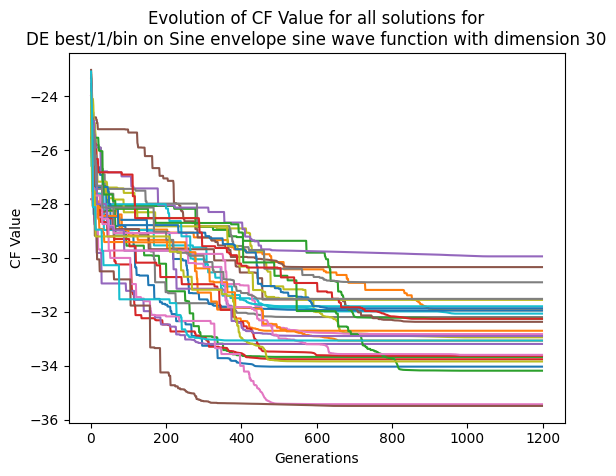 Evolution of CF Value for all solutions for
DE best/1/bin on Sine envelope sine wave function with dimension 30
CF Value
−24
−26
−28
−30
−32
−34
−36
0 200 400 600 800 1000 1200
Generations